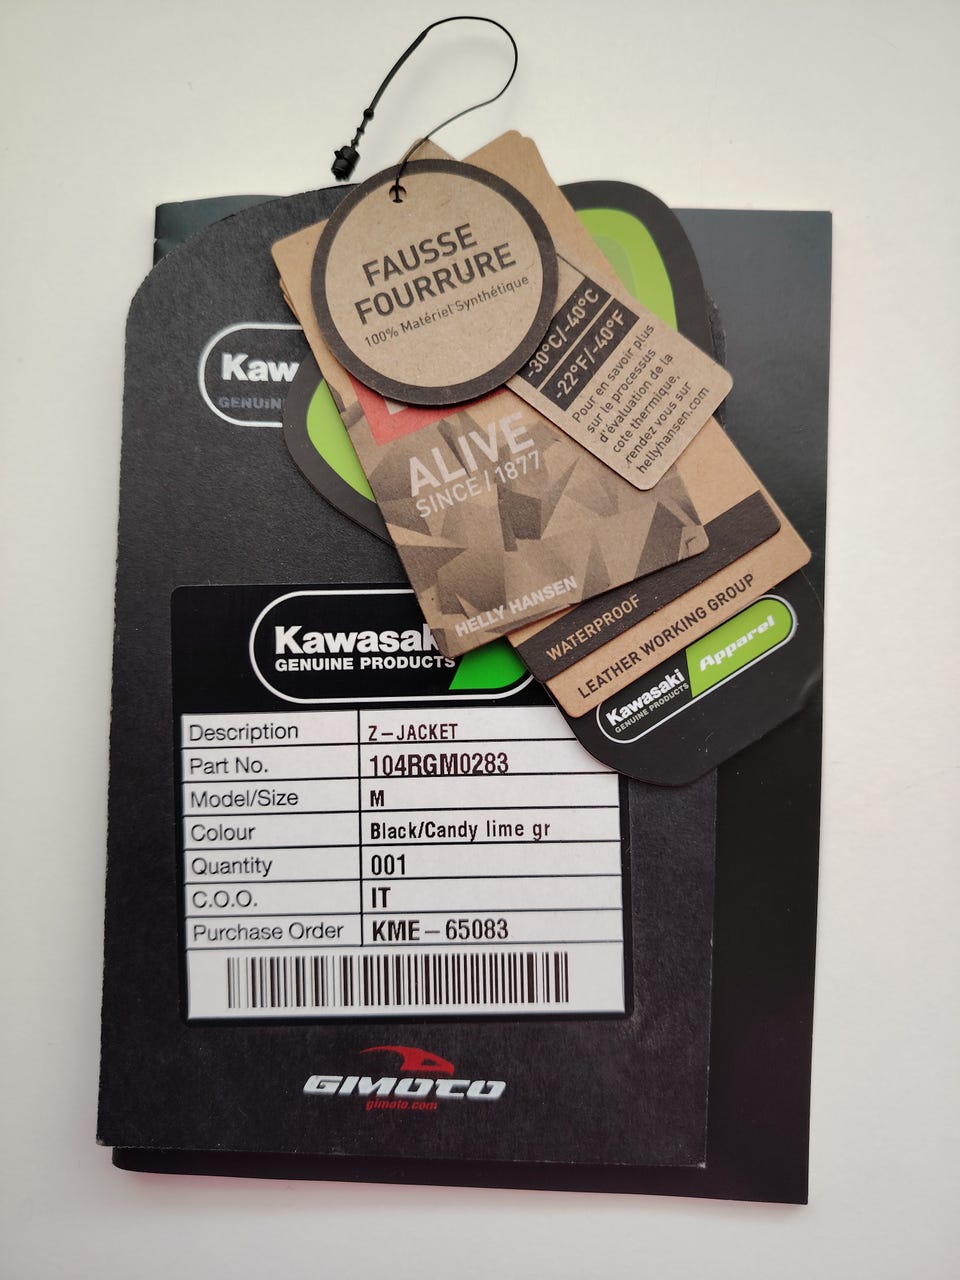 FAUSSE
FOURRURE
100% Matériel Synthétique
-30°C/-40°C
-22°F/-40°F
Pour en savoir plus
sur le processus
d'évaluation de la
cote thermique,
rendez vous sur
hellyhansen.com
ALIVE
SINCE | 1877
HELLY HANSEN
WATERPROOF
LEATHER WORKING GROUP
Kawasaki
GENUINE PRODUCTS
Apparel
Kaw
GENUIN
Kawasak
GENUINE PRODUCTS
Description Z-JACKET
Part No. 104RGM0283
Model/Size M
Colour Black/Candy lime gr
Quantity 001
C.O.O. IT
Purchase Order KME-65083
GIMOTO
gimoto.com